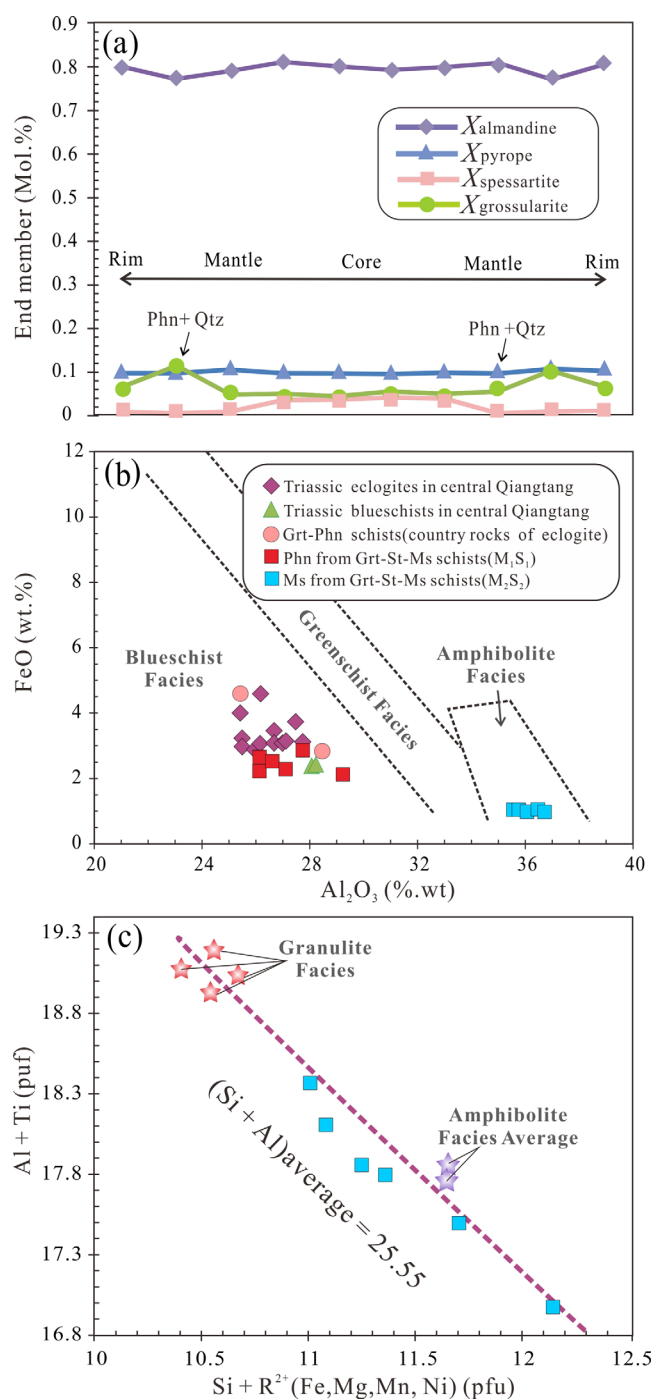 (a)
0.9
0.8
0.7
0.6
0.5
0.4
0.3
0.2
0.1
0
End member (Mol.%)
Xalmandine
Xpyrope
Xspessartite
Xgrossularite
Rim Mantle Core Mantle Rim
Phn+ Qtz
Phn +Qtz
(b)
12
10
8
6
4
2
0
FeO (wt.%)
Triassic eclogites in central Qiangtang
Triassic blueschists in central Qiangtang
Grt-Phn schists(country rocks of eclogite)
Phn from Grt-St-Ms schists(M₁S₁)
Ms from Grt-St-Ms schists(M₂S₂)
Blueschist
Facies
Greenschist Facies
Amphibolite
Facies
20 24 28 32 36 40
Al₂O₃ (%.wt)
(c)
19.3
18.8
18.3
17.8
17.3
16.8
Al + Ti (puf)
Granulite
Facies
Amphibolite
Facies Average
(Si + Al)average = 25.55
10 10.5 11 11.5 12 12.5
Si + R²⁺ (Fe,Mg,Mn, Ni) (pfu)